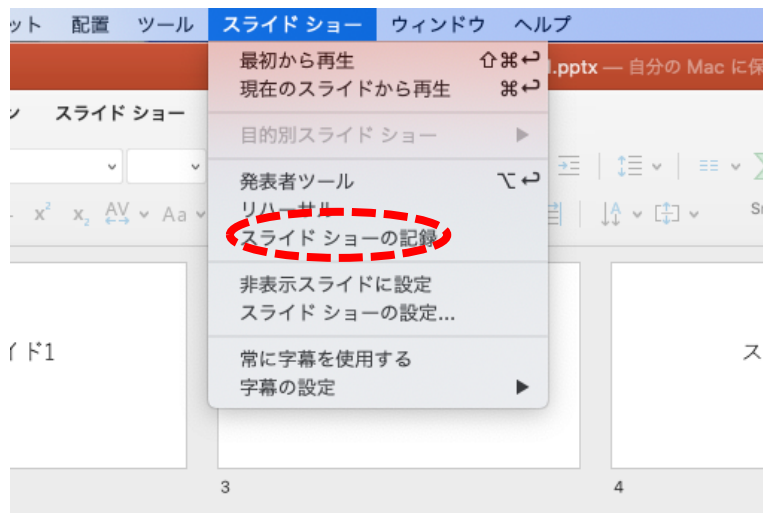 配置 ツール スライド ショー ウィンドウ ヘルプ
最初から再生 ⇧⌘↩
.pptx — 自分の Mac に
現在のスライドから再生 ⌘↩
スライド ショー
目的別スライド ショー ▶
発表者ツール ⌥↩
リハーサル
x² x₂ AV Aa
スライド ショーの記録
非表示スライドに設定
スライド ショーの設定...
常に字幕を使用する
字幕の設定 ▶
イド1
ス
3
4